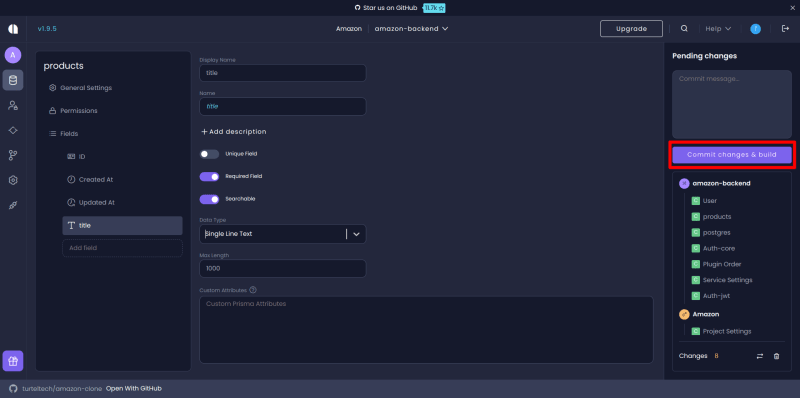 Star us on GitHub 11.7k
v1.9.5
Amazon
amazon-backend
Upgrade
Help
A
products
General Settings
Permissions
Fields
ID
Created At
Updated At
title
Add field
Display Name
title
Name
title
+ Add description
Unique Field
Required Field
Searchable
Data Type
Single Line Text
Max Length
1000
Custom Attributes
Custom Prisma Attributes
Pending changes
Commit message...
Commit changes & build
amazon-backend
C User
C products
C postgres
C Auth-core
C Plugin Order
C Service Settings
C Auth-jwt
Amazon
C Project Settings
Changes 8
turteltech/amazon-clone Open With GitHub